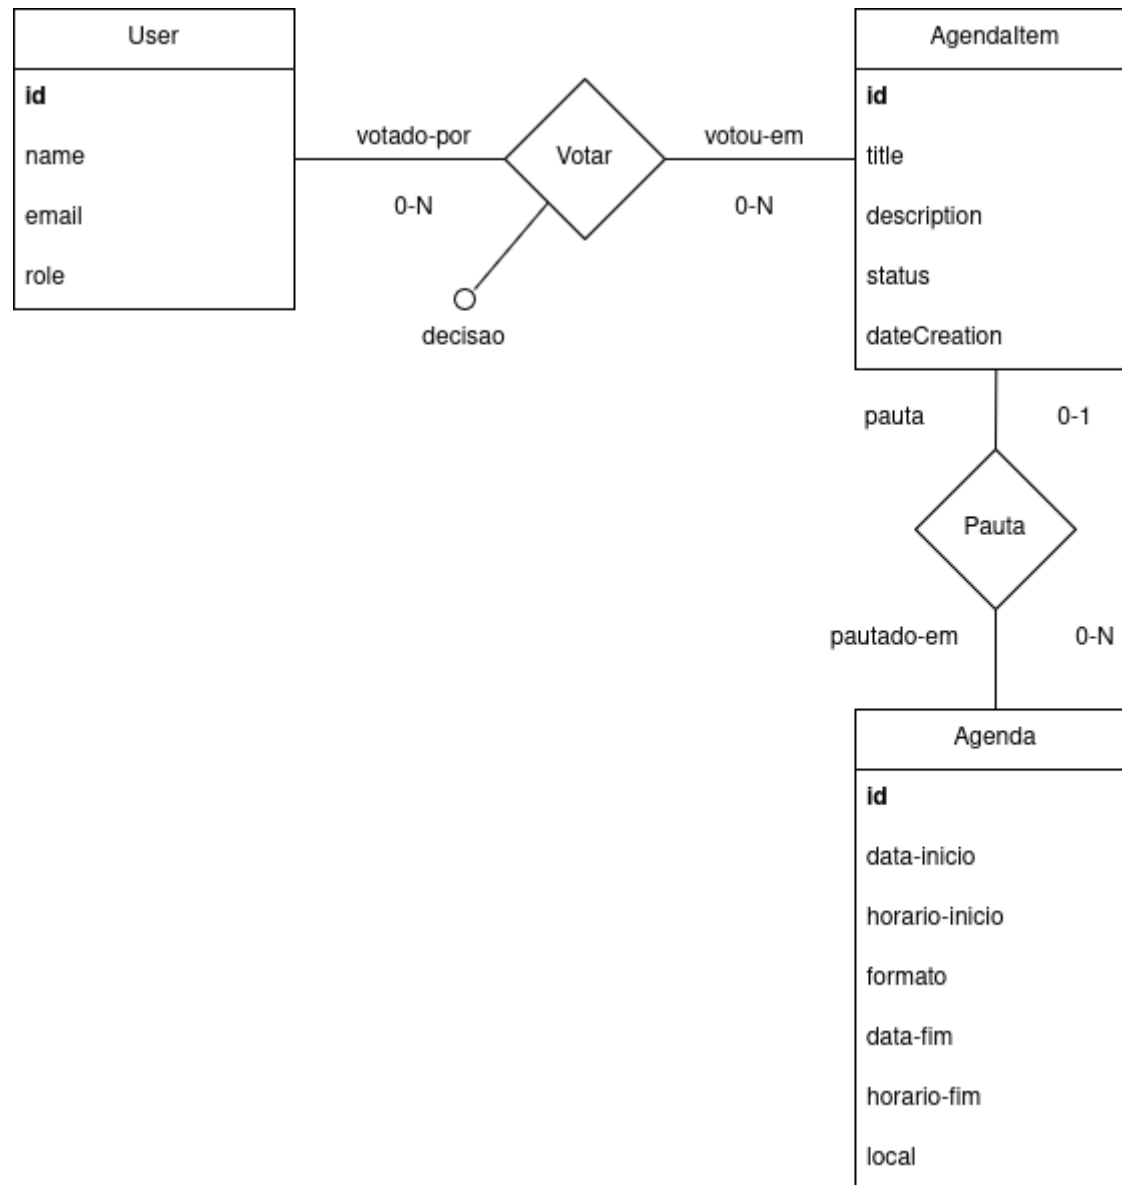 User
id
name
email
role
votado-por
0-N
Votar
decisao
votou-em
0-N
AgendaItem
id
title
description
status
dateCreation
pauta
0-1
Pauta
pautado-em
0-N
Agenda
id
data-inicio
horario-inicio
formato
data-fim
horario-fim
local